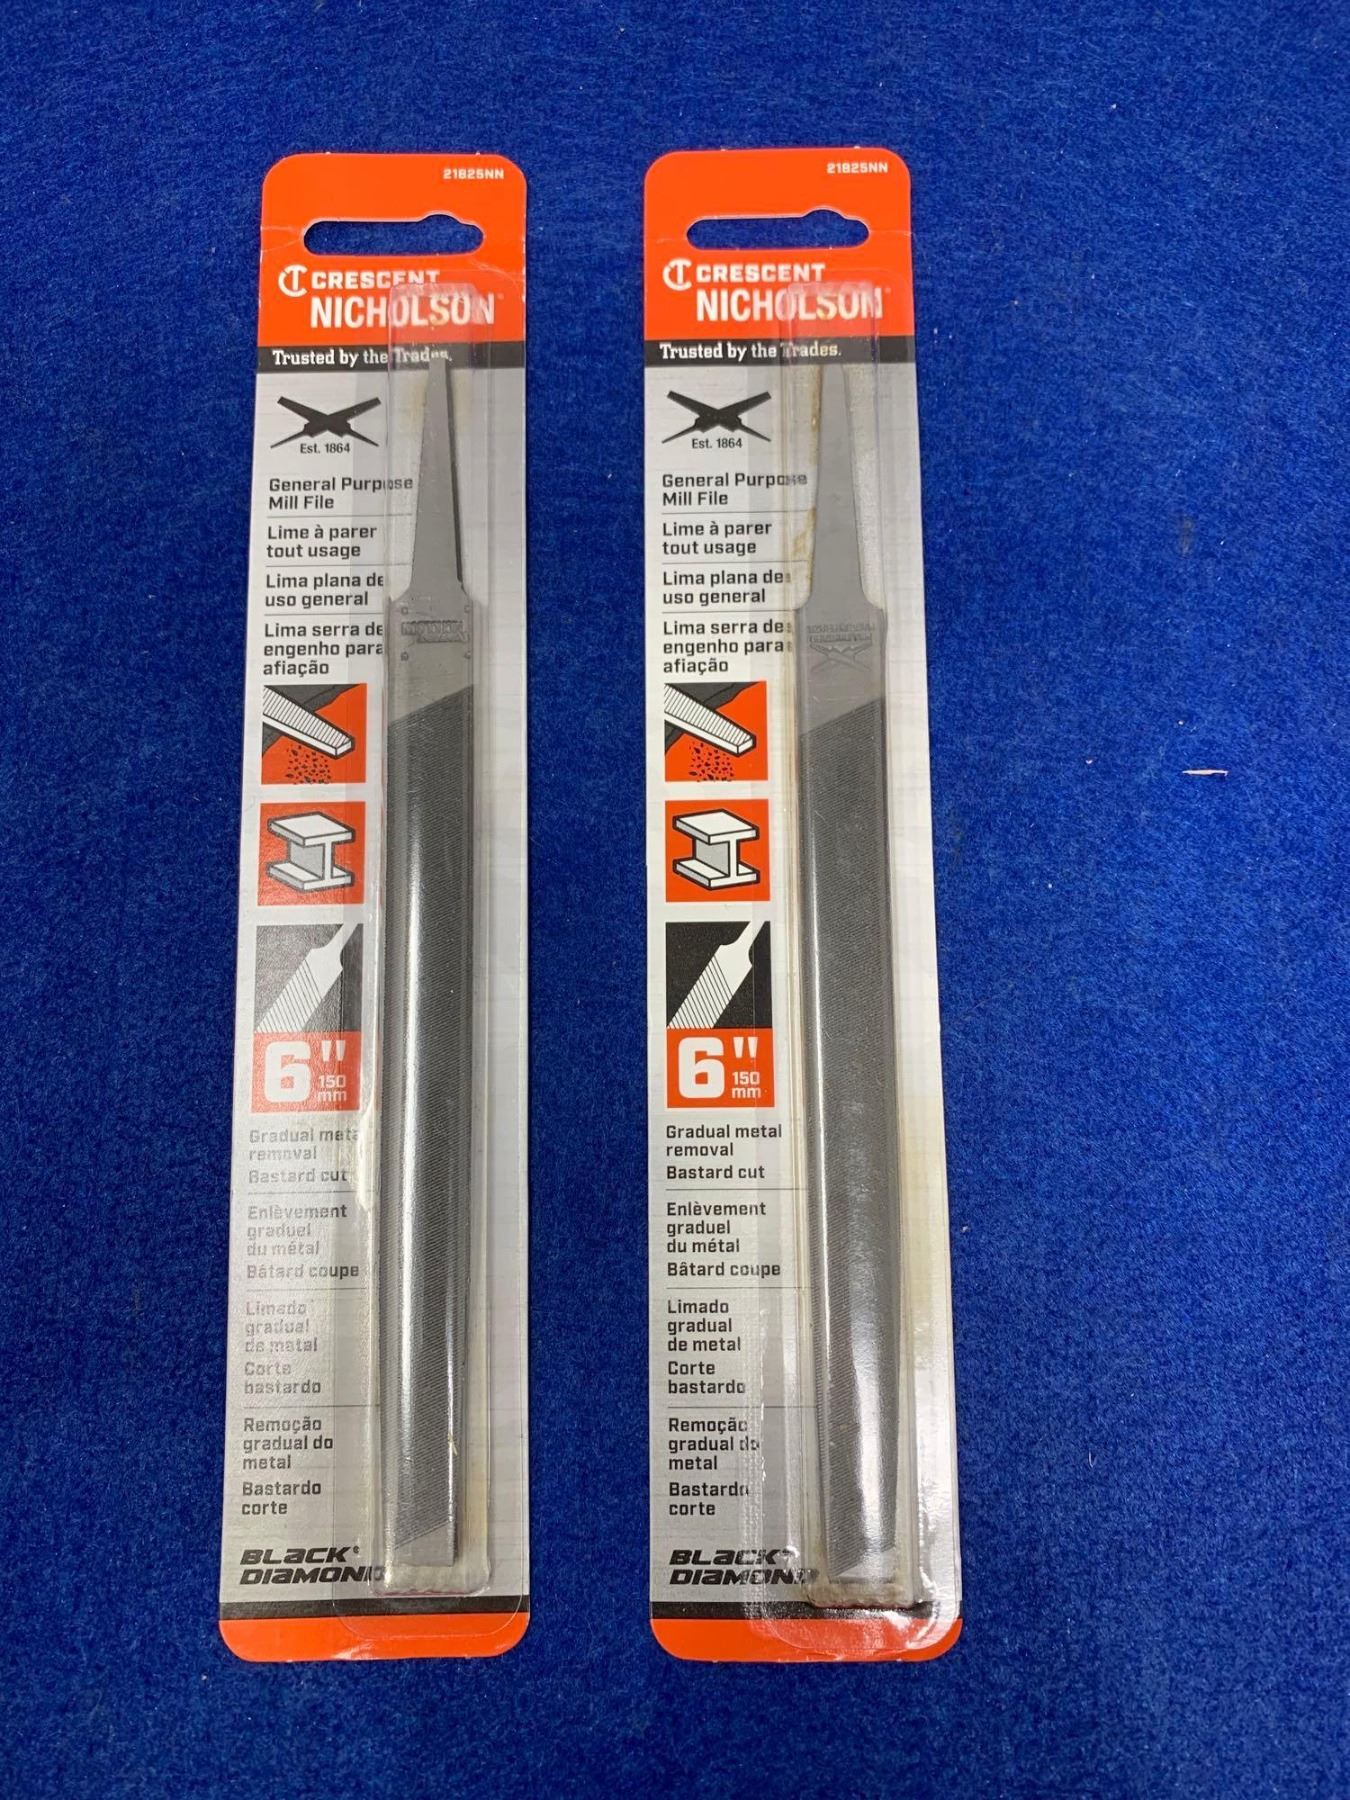 21825NN
CRESCENT
NICHOLSON
Trusted by the Trades.
Est. 1864
General Purpose
Mill File
Lime à parer
tout usage
Lima plana de
uso general
Lima serra de
engenho para
afiação
6"
150
mm
Gradual metal
removal
Bastard cut
Enlèvement
graduel
du métal
Bâtard coupe
Limado
gradual
de metal
Corte
bastardo
Remoção
gradual do
metal
Bastardo
corte
BLACK
DIAMOND
21825NN
CRESCENT
NICHOLSON
Trusted by the Trades.
Est. 1864
General Purpose
Mill File
Lime à parer
tout usage
Lima plana de
uso general
Lima serra de
engenho para
afiação
6"
150
mm
Gradual metal
removal
Bastard cut
Enlèvement
graduel
du métal
Bâtard coupe
Limado
gradual
de metal
Corte
bastardo
Remoção
gradual do
metal
Bastardo
corte
BLACK
DIAMOND